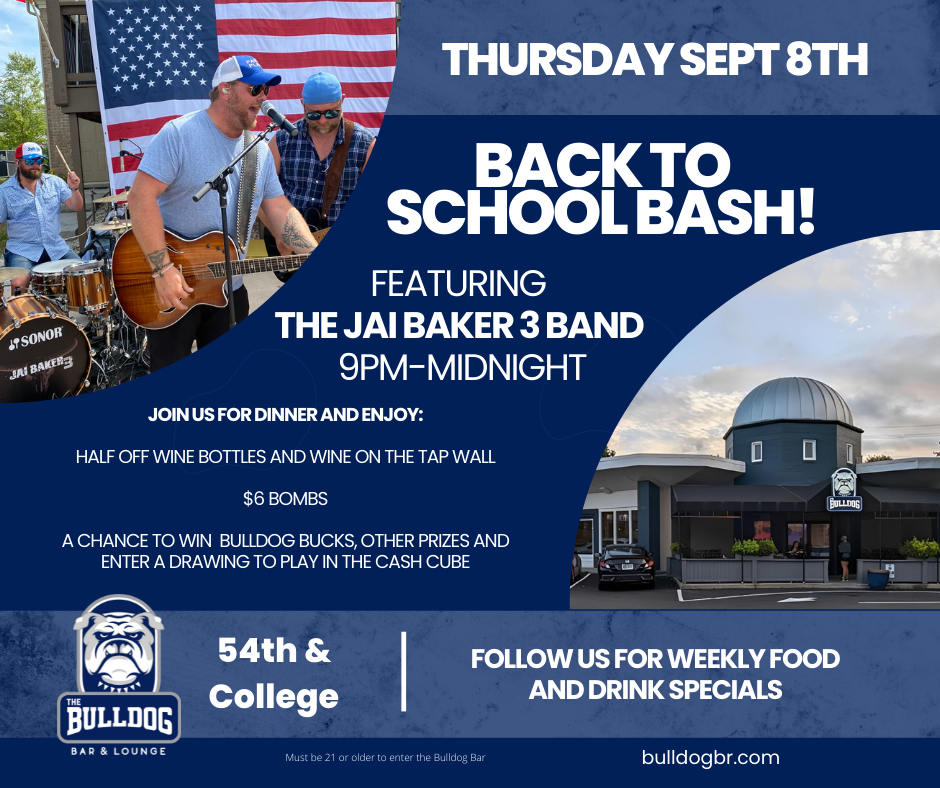 THURSDAY SEPT 8TH
BACK TO
SCHOOL BASH!
FEATURING
THE JAI BAKER 3 BAND
9PM-MIDNIGHT
SONOR
JAI BAKER3
JOIN US FOR DINNER AND ENJOY:
HALF OFF WINE BOTTLES AND WINE ON THE TAP WALL
$6 BOMBS
A CHANCE TO WIN BULLDOG BUCKS, OTHER PRIZES AND
ENTER A DRAWING TO PLAY IN THE CASH CUBE
BULLDOG
THE
BULLDOG
BAR & LOUNGE
54th &
College
FOLLOW US FOR WEEKLY FOOD
AND DRINK SPECIALS
Must be 21 or older to enter the Bulldog Bar
bulldogbr.com